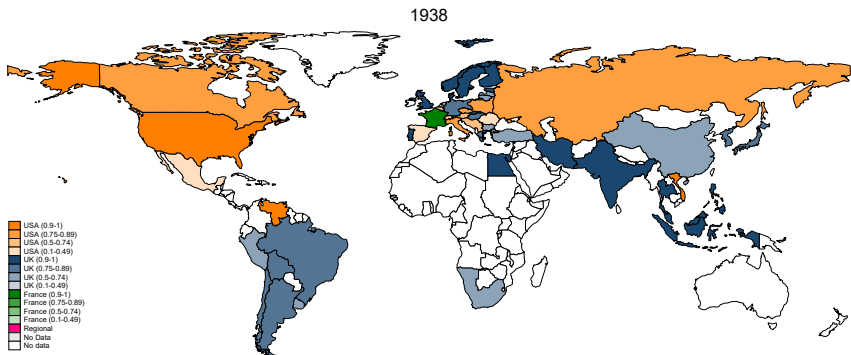 1938
USA (0.9-1)
USA (0.75-0.89)
USA (0.5-0.74)
USA (0.1-0.49)
UK (0.9-1)
UK (0.75-0.89)
UK (0.5-0.74)
UK (0.1-0.49)
France (0.9-1)
France (0.75-0.89)
France (0.5-0.74)
France (0.1-0.49)
Regional
No Data
No data